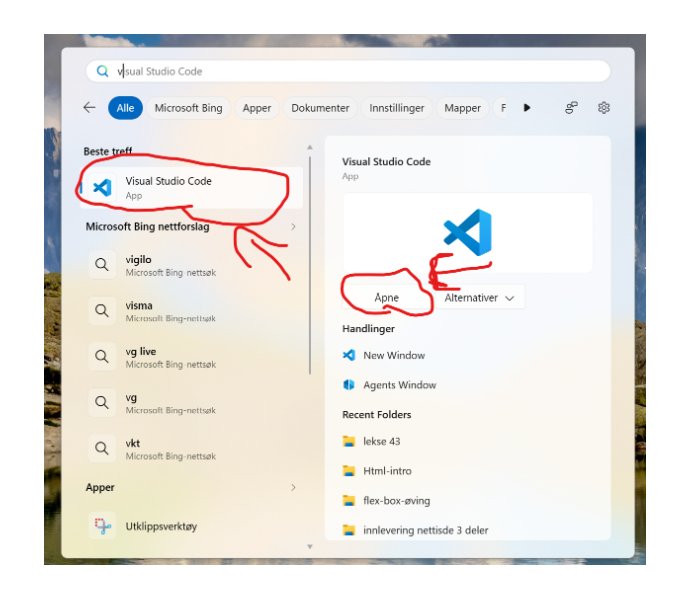 visual Studio Code
Alle Microsoft Bing Apper Dokumenter Innstillinger Mapper F
Beste treff
Visual Studio Code
App
Microsoft Bing nettforslag
vigilo
Microsoft Bing-nettsøk
visma
Microsoft Bing-nettsøk
vg live
Microsoft Bing-nettsøk
vg
Microsoft Bing-nettsøk
vkt
Microsoft Bing-nettsøk
Apper
Utklippsverktøy
Visual Studio Code
App
Åpne Alternativer
Handlinger
New Window
Agents Window
Recent Folders
lekse 43
Html-intro
flex-box-øving
innlevering nettisde 3 deler